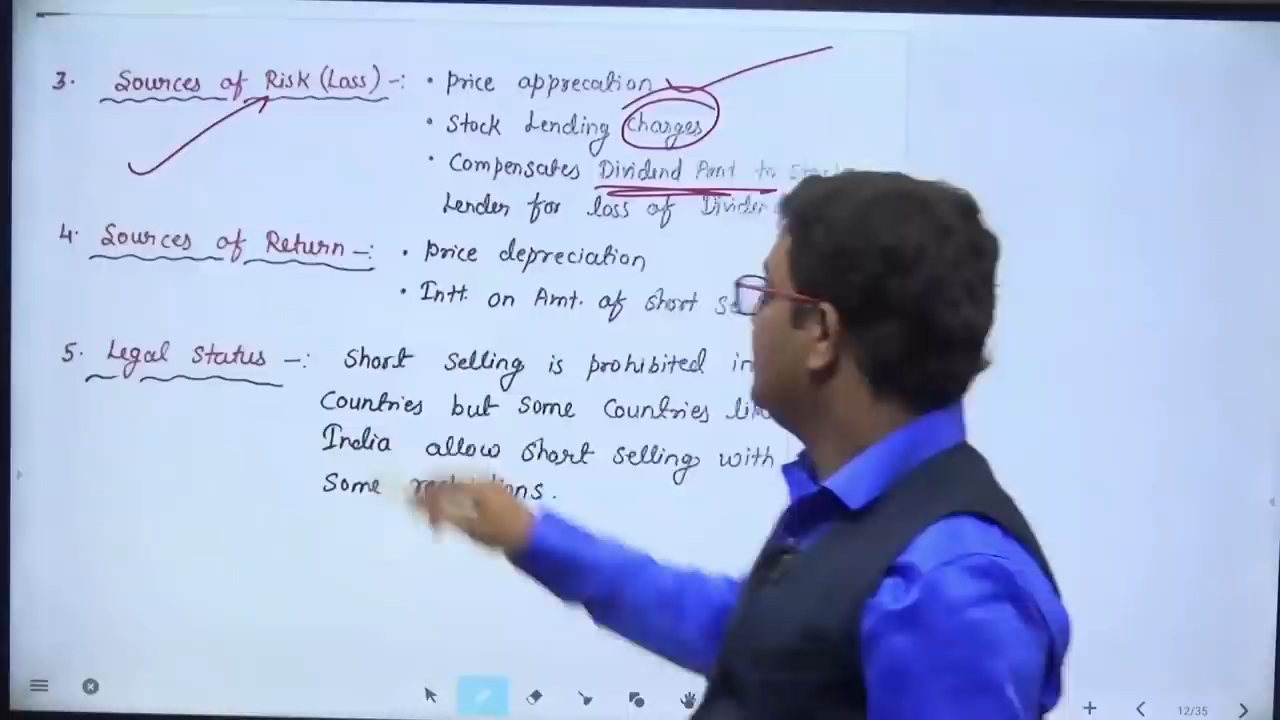 3. Sources of Risk (Loss) -: • Price apprecation
• Stock Lending Charges
• Compensates Dividend Pamt to
Lender for loss of
4. Sources of Return -: • Price depreciation
• Intt. on Amt. of Short
5. Legal Status -: Short Selling is prohibited in
Countries but Some Countries
India allow Short Selling with
Some
12/35